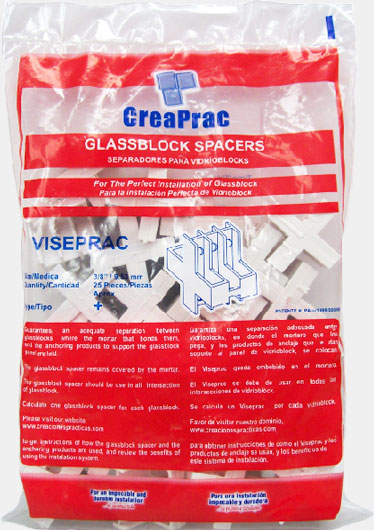 CreaPrac
GLASSBLOCK SPACERS
SEPARADORES PARA VIDRIOBLOCKS
For The Perfect Installation of Glassblock
Para la Instalación Perfecta de Vidrioblock
VISEPRAC
Size/Medica 3/8"
Quantity/Cantidad 25 Pieces/Piezas
Type/Tipo +
Guarantees an adequate separation between
glassblocks where the mortar that bonds them,
and the anchoring products to support the glassblock
panel are laid.
The glassblock spacer remains covered by the mortar.
The glassblock spacer should be use in all intersection
of glassblock.
Calculate one glassblock spacer for each glassblock.
Please visit our website.
www.creacionespracticas.com
to get instructions of how the glassblock spacer and the
anchoring products are used, and review the benefits of
using the installation system.
Garantiza una separación adecuada entre
vidrioblocks, en donde el mortero que los
pega, y los productos de anclaje que le dan
soporte al panel de vidrioblock, se colocan.
El Viseprac queda embebido en el mortero.
El Viseprac se debe de usar en todas las
intersecciones de vidrioblock.
Se calcula un Viseprac por cada vidrioblock.
Favor de visitar nuestro dominio,
www.creacionespracticas.com
para obtener instrucciones de como el Viseprac y los
productos de anclaje se usan, y los beneficios de
este sistema de instalación.
For an impecable and
durable installation
Para una instalación
impecable y duradera